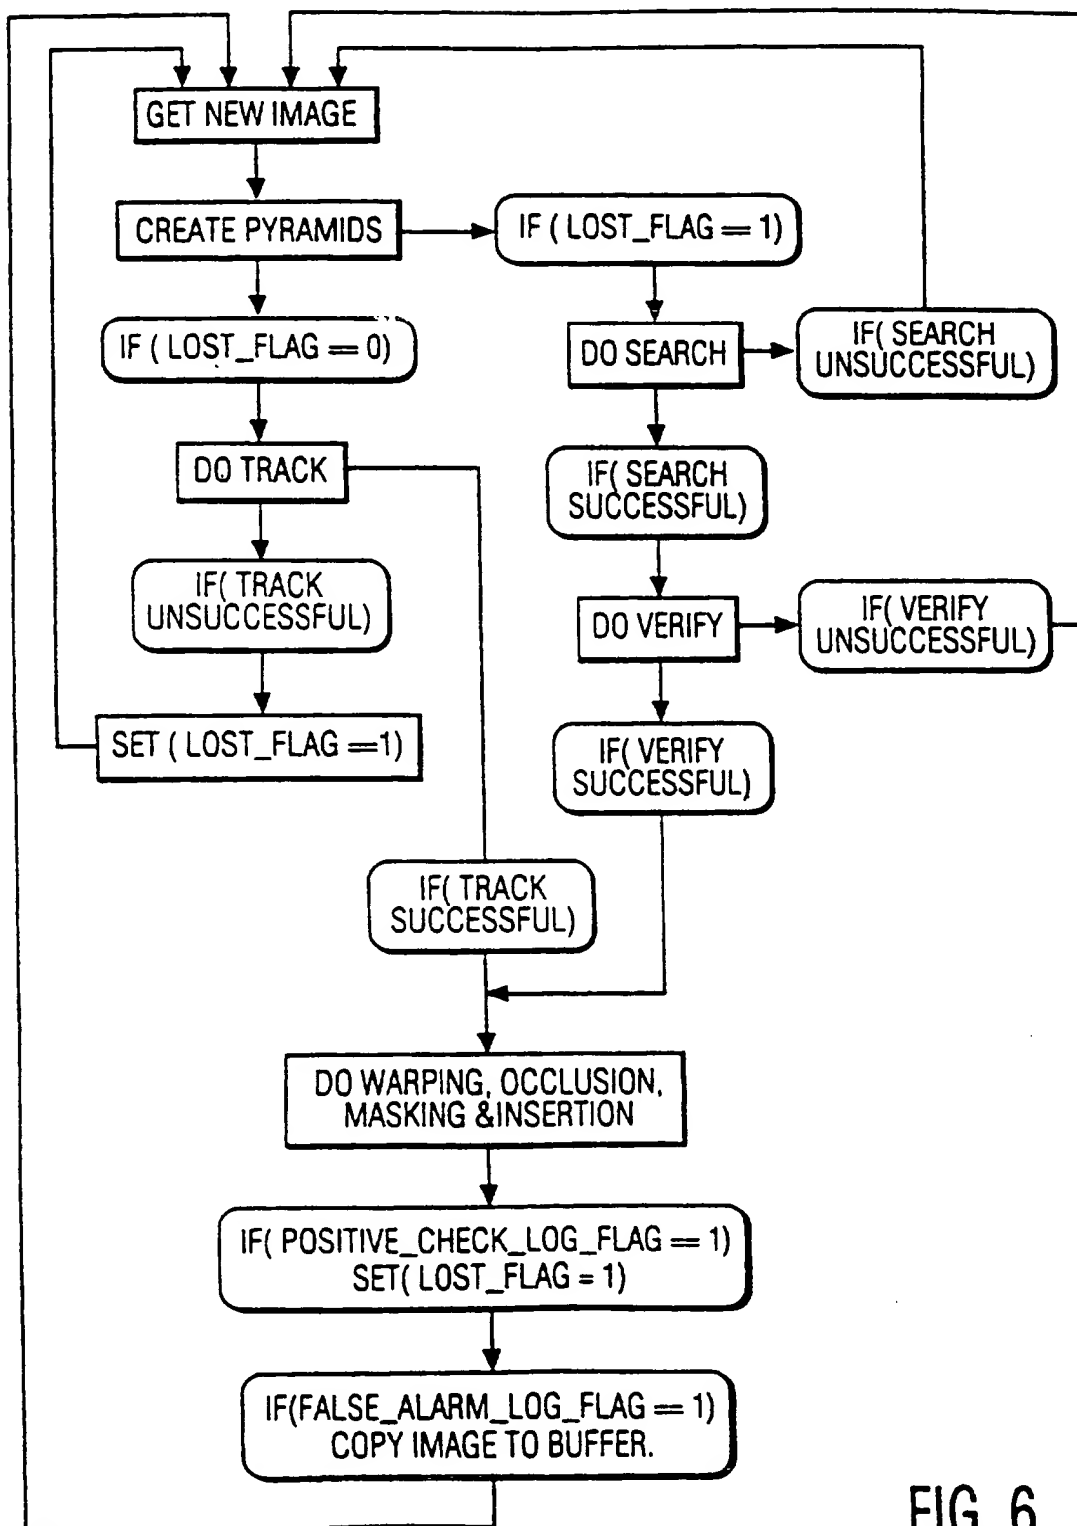 GET NEW IMAGE
CREATE PYRAMIDS
IF ( LOST_FLAG == 1)
IF ( LOST_FLAG == 0)
DO SEARCH
IF( SEARCH
UNSUCCESSFUL)
DO TRACK
IF( SEARCH
SUCCESSFUL)
IF( TRACK
UNSUCCESSFUL)
DO VERIFY
IF( VERIFY
UNSUCCESSFUL)
SET ( LOST_FLAG ==1)
IF( VERIFY
SUCCESSFUL)
IF( TRACK
SUCCESSFUL)
DO WARPING, OCCLUSION,
MASKING &INSERTION
IF( POSITIVE_CHECK_LOG_FLAG == 1)
SET( LOST_FLAG = 1)
IF(FALSE_ALARM_LOG_FLAG == 1)
COPY IMAGE TO BUFFER.
FIG. 6